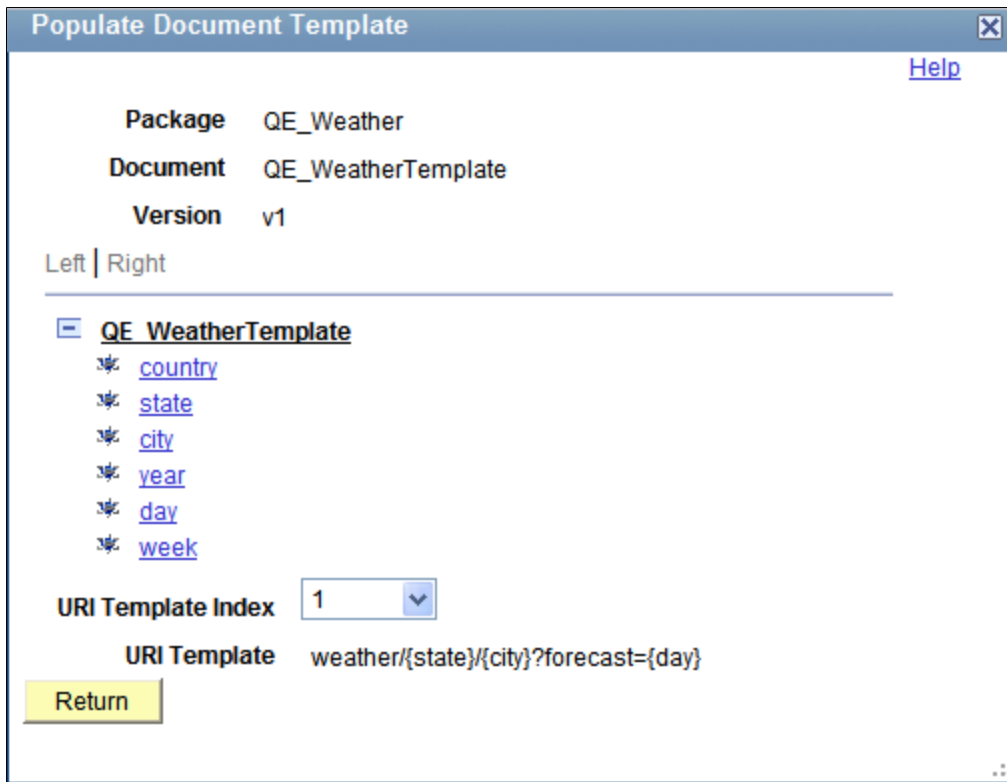 Populate Document Template
Help
Package QE_Weather
Document QE_WeatherTemplate
Version v1
Left | Right
QE_WeatherTemplate
country
state
city
year
day
week
URI Template Index 1
URI Template weather/{state}/{city}?forecast={day}
Return